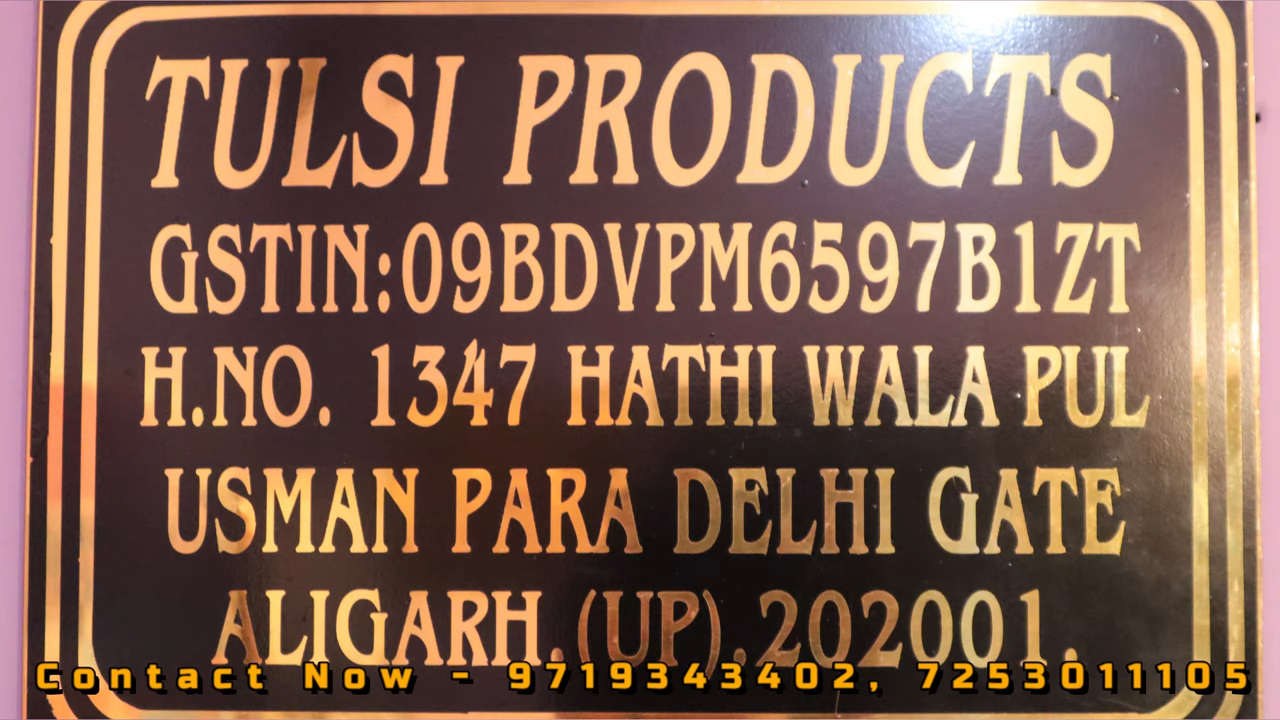 TULSI PRODUCTS
GSTIN:09BDVPM6597B1ZT
H.NO. 1347 HATHI WALA PUL
USMAN PARA DELHI GATE
ALIGARH.(UP).202001.
Contact Now - 9719343402, 7253011105